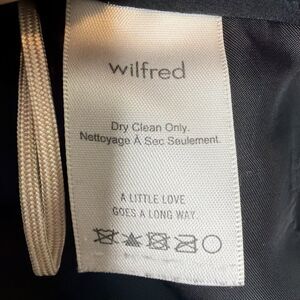 wilfred
Dry Clean Only.
Nettoyage À Sec Seulement.
A LITTLE LOVE
GOES A LONG WAY.